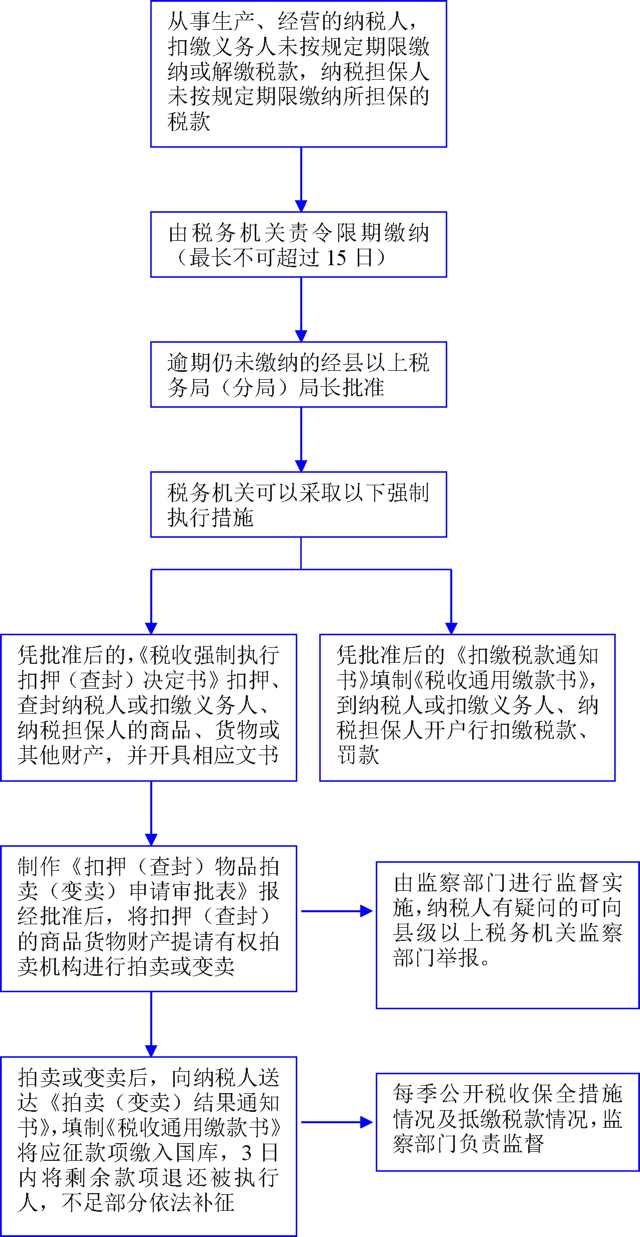 从事生产、经营的纳税人，
扣缴义务人未按规定期限缴
纳或解缴税款，纳税担保人
未按规定期限缴纳所担保的
税款
由税务机关责令限期缴纳
（最长不可超过 15 日）
逾期仍未缴纳的经县以上税
务局（分局）局长批准
税务机关可以采取以下强制
执行措施
凭批准后的，《税收强制执行
扣押（查封）决定书》扣押、
查封纳税人或扣缴义务人、
纳税担保人的商品、货物或
其他财产，并开具相应文书
凭批准后的《扣缴税款通知
书》填制《税收通用缴款书》，
到纳税人或扣缴义务人、纳
税担保人开户行扣缴税款、
罚款
制作《扣押（查封）物品拍
卖（变卖）申请审批表》报
经批准后，将扣押（查封）
的商品货物财产提请有权拍
卖机构进行拍卖或变卖
由监察部门进行监督实
施，纳税人有疑问的可向
县级以上税务机关监察
部门举报。
拍卖或变卖后，向纳税人送
达《拍卖（变卖）结果通知
书》，填制《税收通用缴款书》
将应征款项缴入国库，3 日
内将剩余款项退还被执行
人，不足部分依法补征
每季公开税收保全措施
情况及抵缴税款情况，监
察部门负责监督